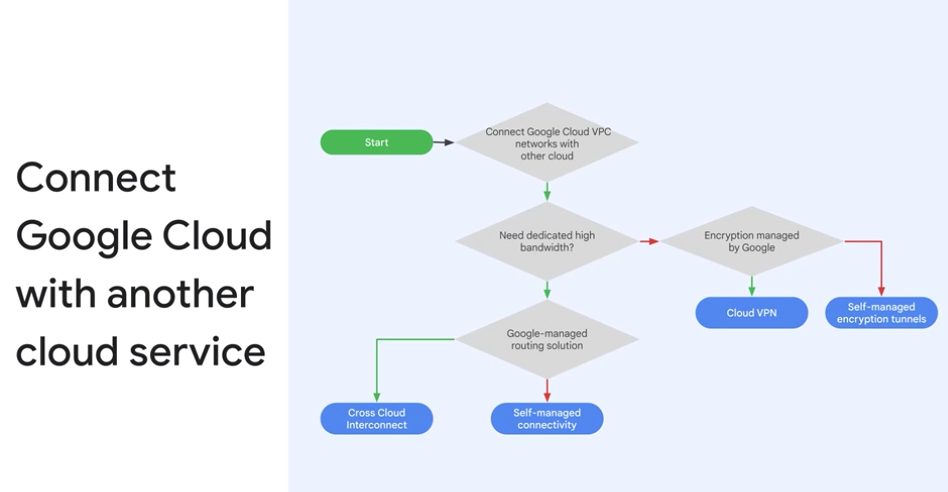 Connect
Google Cloud
with another
cloud service
Start
Connect Google Cloud VPC
networks with
other cloud
Need dedicated high
bandwidth?
Encryption managed
by Google
Cloud VPN
Self-managed
encryption tunnels
Google-managed
routing solution
Cross Cloud
Interconnect
Self-managed
connectivity